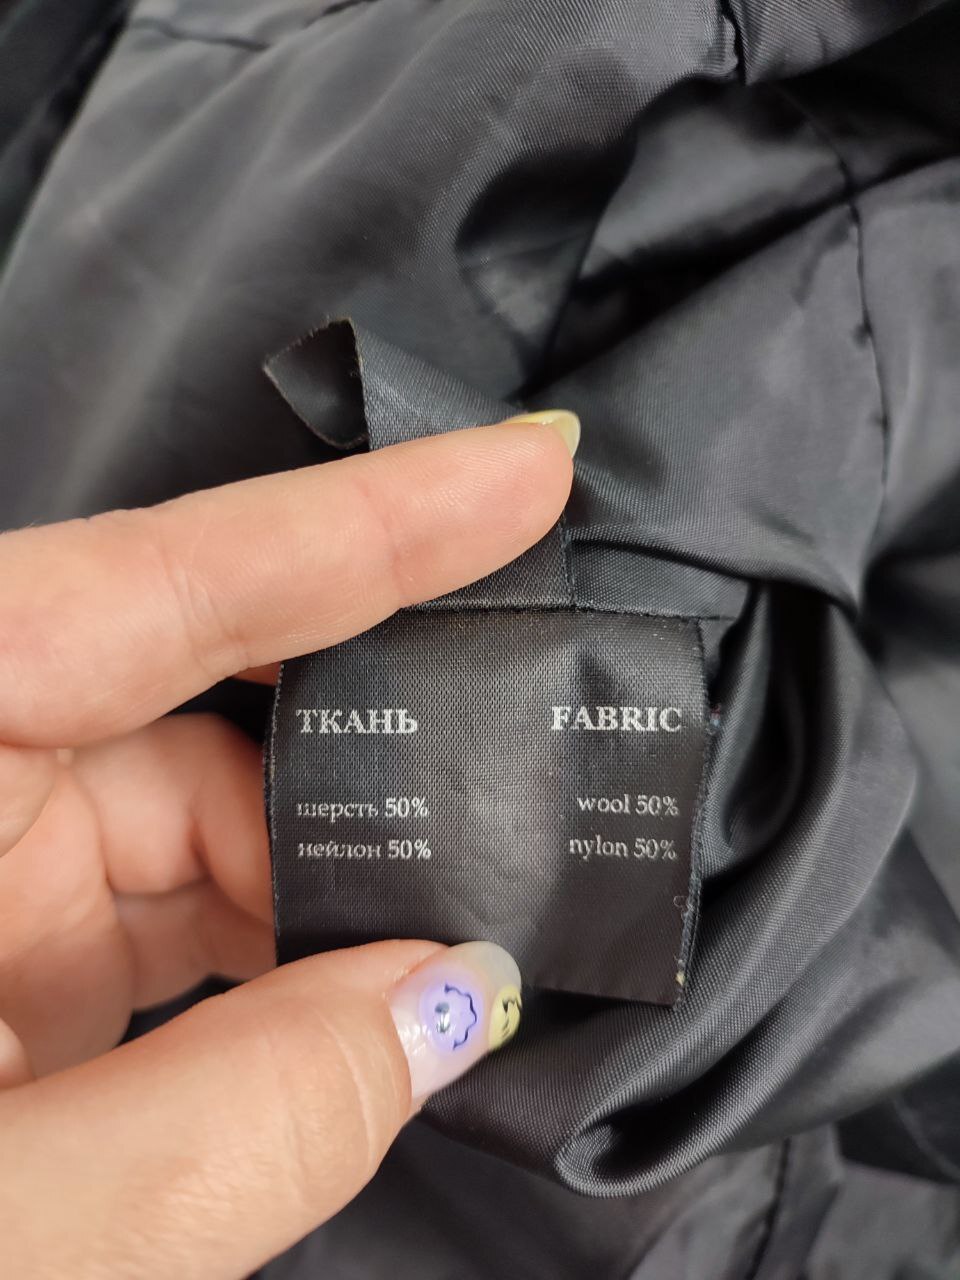 ТКАНЬ FABRIC
шерсть 50% wool 50%
нейлон 50% nylon 50%